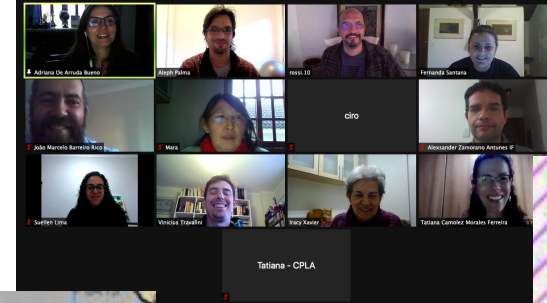 Adriana De Arruda Bueno
Aleph Palma
rossi.10
Fernanda Santana
João Marcelo Barreiro Rico
Mara
ciro
Alexsander Zamorano Antunes IF
Suellen Lima
Vinicius Travalini
Iracy Xavier
Tatiana Camolez Morales Ferreira
Tatiana - CPLA